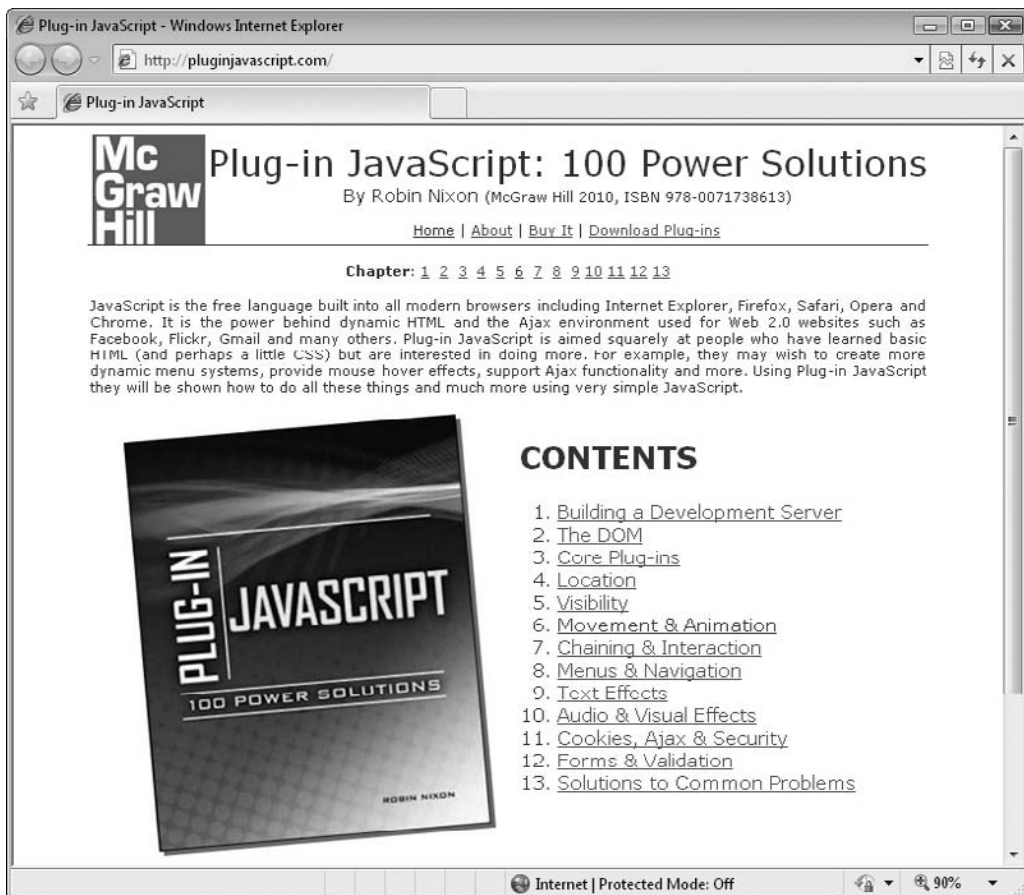 Plug-in JavaScript - Windows Internet Explorer
http://pluginjavascript.com/
Plug-in JavaScript
Mc
Graw
Hill
Plug-in JavaScript: 100 Power Solutions
By Robin Nixon (McGraw Hill 2010, ISBN 978-0071738613)
Home | About | Buy It | Download Plug-ins
Chapter: 1 2 3 4 5 6 7 8 9 10 11 12 13
JavaScript is the free language built into all modern browsers including Internet Explorer, Firefox, Safari, Opera and
Chrome. It is the power behind dynamic HTML and the Ajax environment used for Web 2.0 websites such as
Facebook, Flickr, Gmail and many others. Plug-in JavaScript is aimed squarely at people who have learned basic
HTML (and perhaps a little CSS) but are interested in doing more. For example, they may wish to create more
dynamic menu systems, provide mouse hover effects, support Ajax functionality and more. Using Plug-in JavaScript
they will be shown how to do all these things and much more using very simple JavaScript.
PLUG-IN
JAVASCRIPT
100 POWER SOLUTIONS
ROBIN NIXON
CONTENTS
1. Building a Development Server
2. The DOM
3. Core Plug-ins
4. Location
5. Visibility
6. Movement & Animation
7. Chaining & Interaction
8. Menus & Navigation
9. Text Effects
10. Audio & Visual Effects
11. Cookies, Ajax & Security
12. Forms & Validation
13. Solutions to Common Problems
Internet | Protected Mode: Off
90%